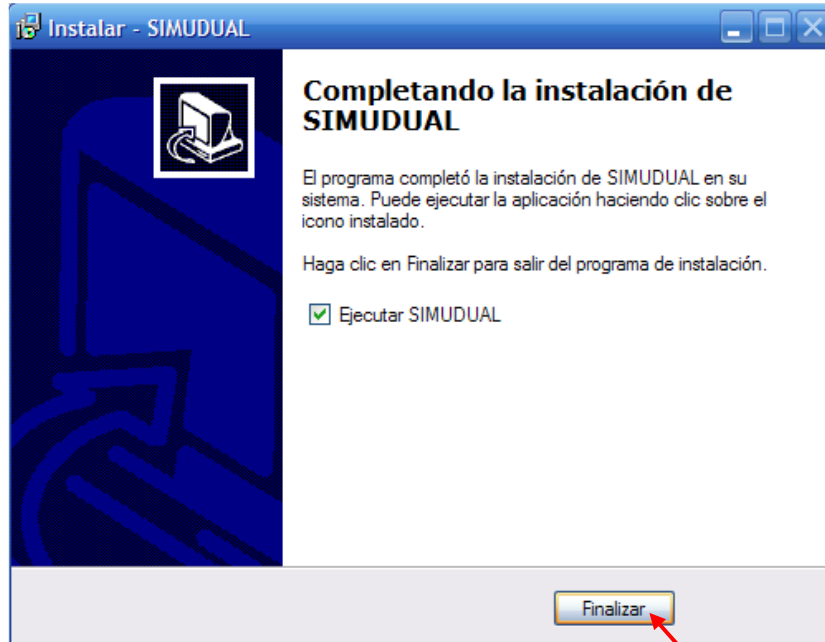 Instalar - SIMUDUAL
Completando la instalación de
SIMUDUAL
El programa completó la instalación de SIMUDUAL en su
sistema. Puede ejecutar la aplicación haciendo clic sobre el
icono instalado.
Haga clic en Finalizar para salir del programa de instalación.
Ejecutar SIMUDUAL
Finalizar